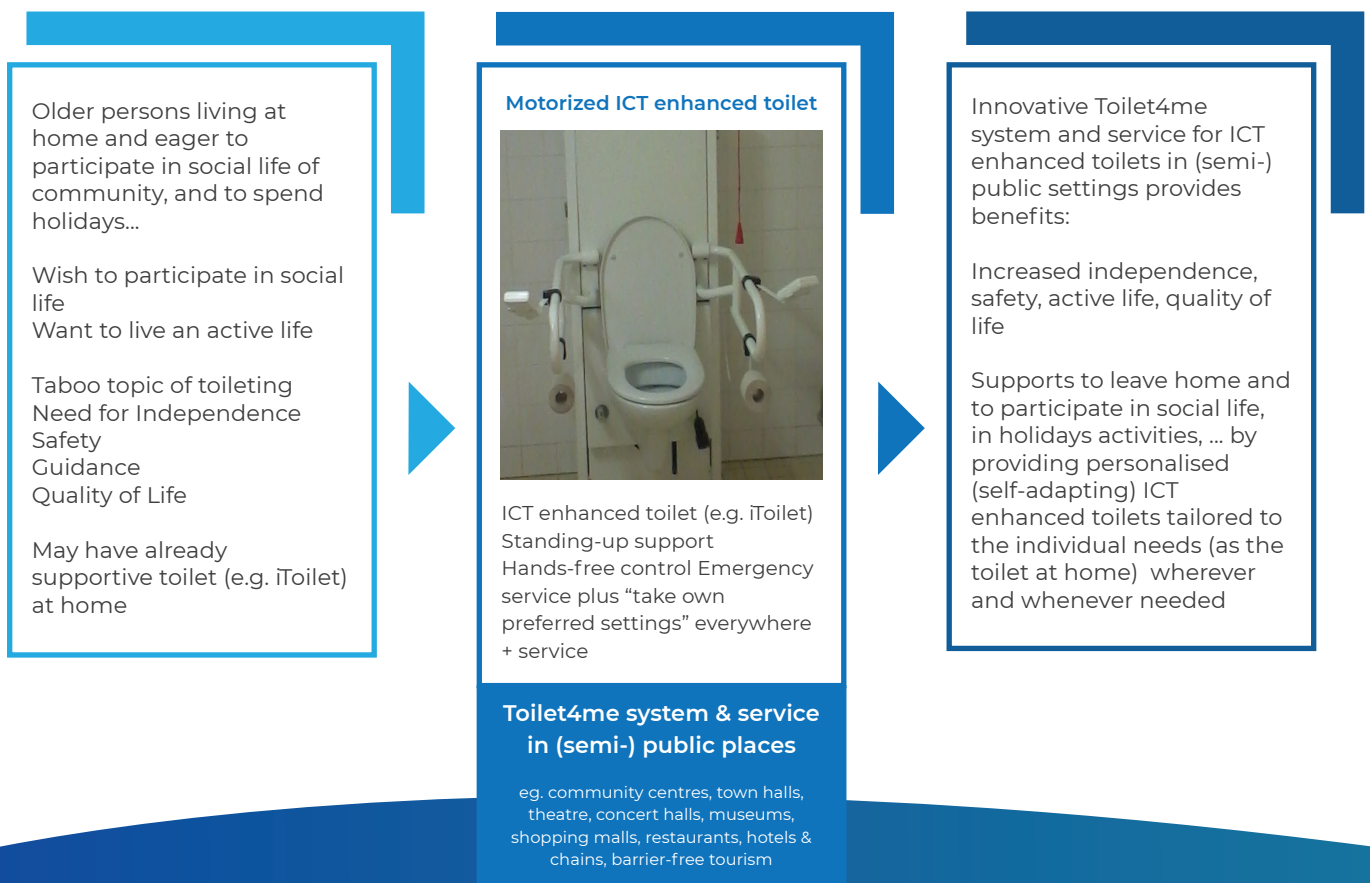 Older persons living at
home and eager to
participate in social life of
community, and to spend
holidays...
Wish to participate in social
life
Want to live an active life
Taboo topic of toileting
Need for Independence
Safety
Guidance
Quality of Life
May have already
supportive toilet (e.g. iToilet)
at home
Motorized ICT enhanced toilet
ICT enhanced toilet (e.g. iToilet)
Standing-up support
Hands-free control Emergency
service plus “take own
preferred settings” everywhere
+ service
Toilet4me system & service
in (semi-) public places
eg. community centres, town halls,
theatre, concert halls, museums,
shopping malls, restaurants, hotels &
chains, barrier-free tourism
Innovative Toilet4me
system and service for ICT
enhanced toilets in (semi-)
public settings provides
benefits:
Increased independence,
safety, active life, quality of
life
Supports to leave home and
to participate in social life,
in holidays activities, ... by
providing personalised
(self-adapting) ICT
enhanced toilets tailored to
the individual needs (as the
toilet at home) wherever
and whenever needed